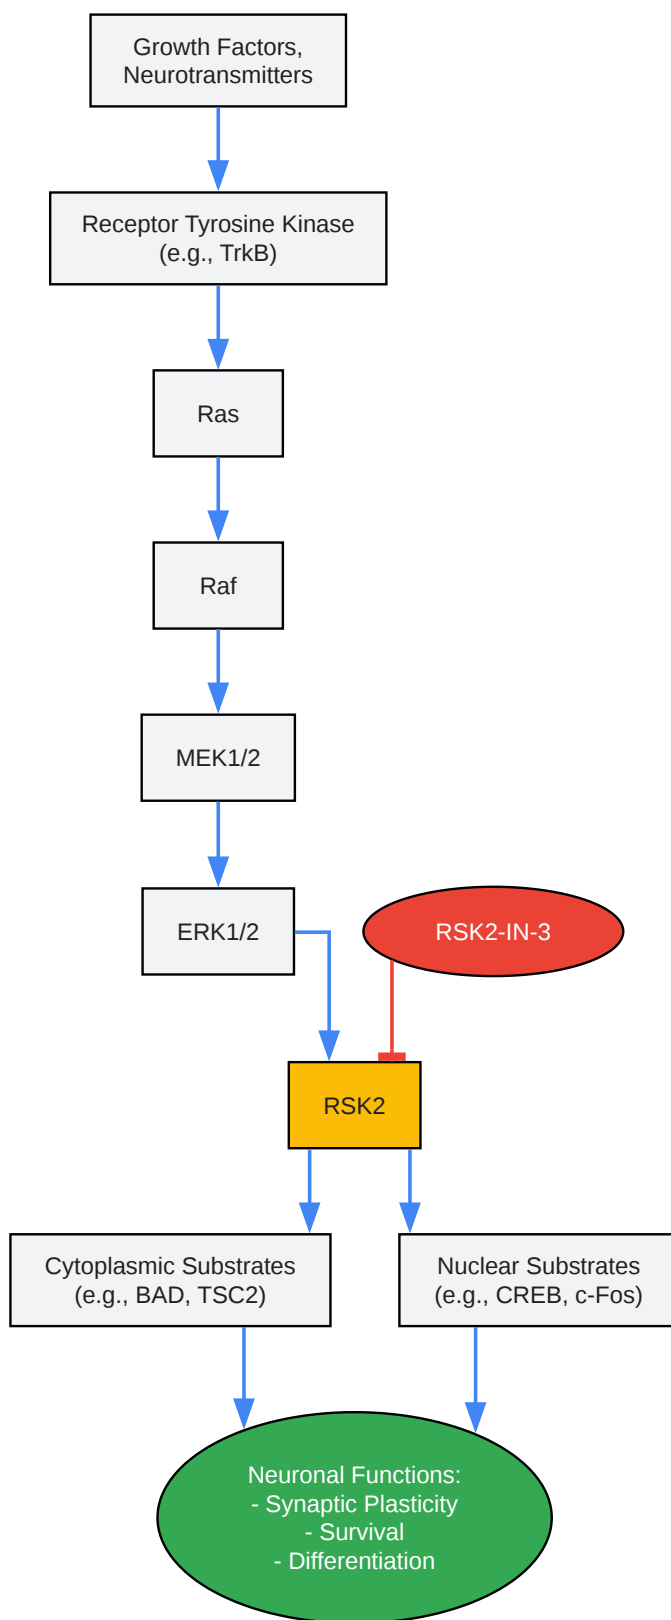 Growth Factors,
Neurotransmitters
Receptor Tyrosine Kinase
(e.g., TrkB)
Ras
Raf
MEK1/2
ERK1/2
RSK2-IN-3
RSK2
Cytoplasmic Substrates
(e.g., BAD, TSC2)
Nuclear Substrates
(e.g., CREB, c-Fos)
Neuronal Functions:
- Synaptic Plasticity
- Survival
- Differentiation